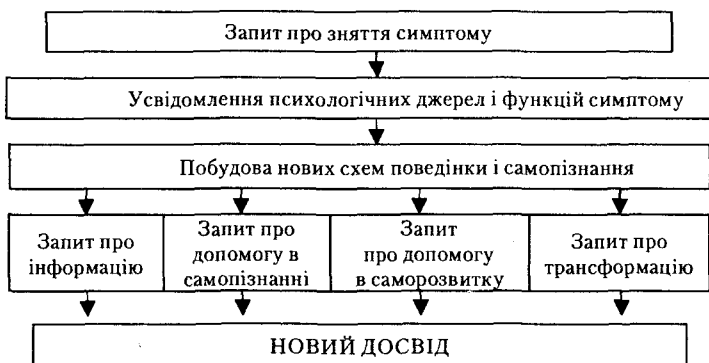 Запит про зняття симптому
Усвідомлення психологічних джерел і функцій симптому
Побудова нових схем поведінки і самопізнання
Запит про
інформацію
Запит про
допомогу в
самопізнанні
Запит
про допомогу
в саморозвитку
Запит про
трансформацію
НОВИЙ ДОСВІД